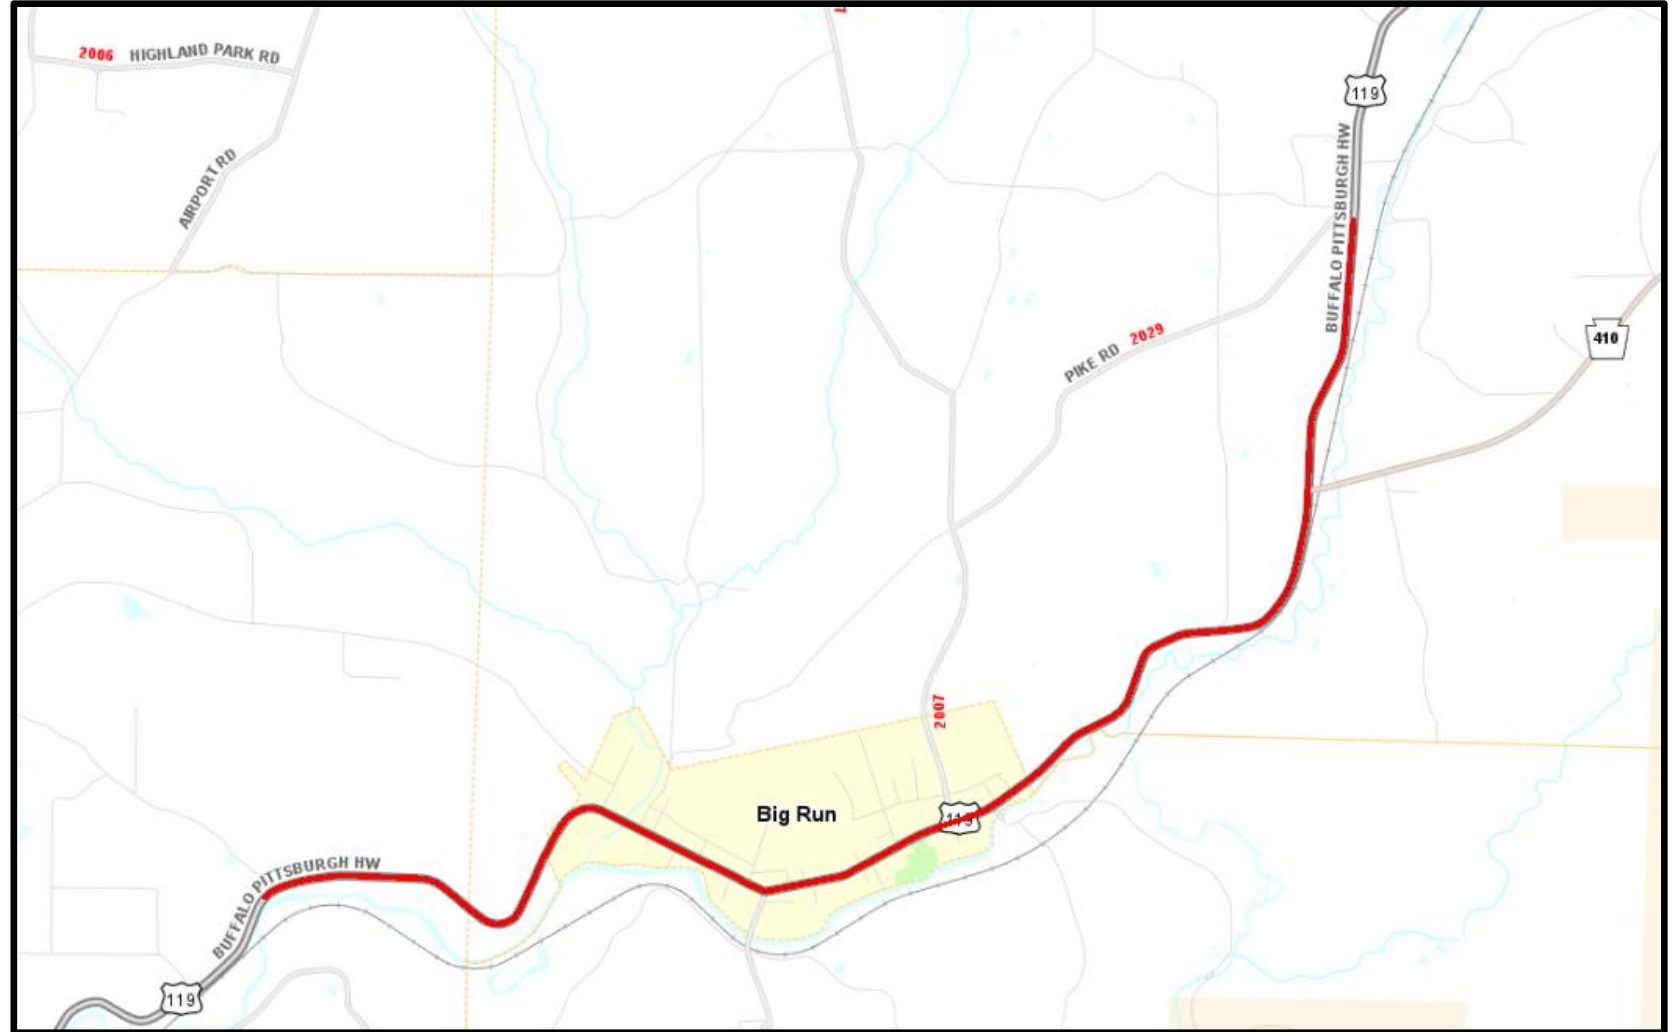 7
2006 HIGHLAND PARK RD
119
AIRPORT RD
BUFFALO PITTSBURGH HW
PIKE RD 2029
410
2007
Big Run
119
BUFFALO PITTSBURGH HW
119